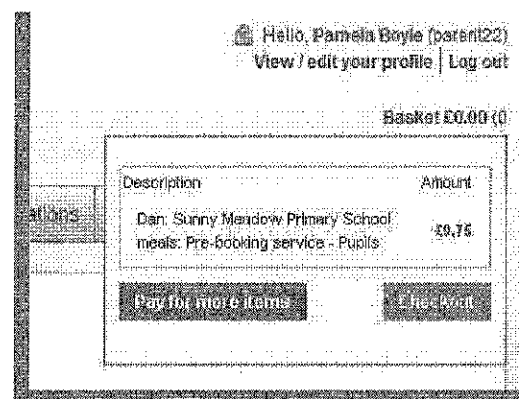 Hello, Pamela Boyle (parent22)
View / edit your profile | Log out
Basket £0.00 (0
Description Amount
ations
Dan: Sunny Meadow Primary School
meals: Pre-booking service - Pupils
£9.75
Pay for more items Checkout